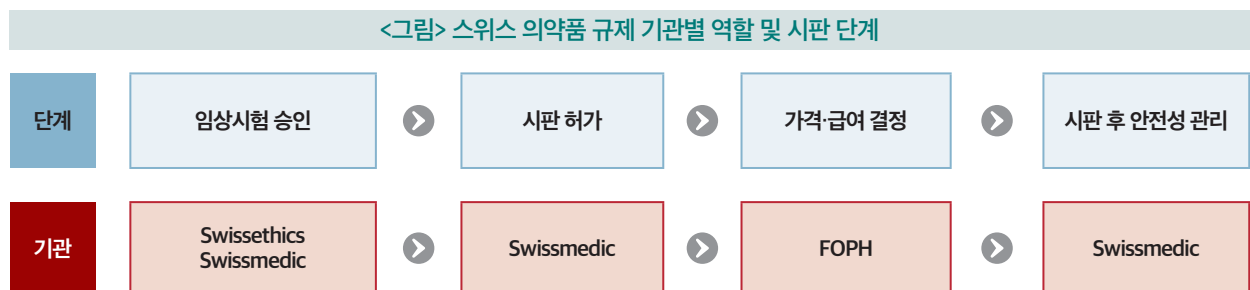 <그림> 스위스 의약품 규제 기관별 역할 및 시판 단계
단계
임상시험 승인
시판 허가
가격·급여 결정
시판 후 안전성 관리
기관
Swissethics
Swissmedic
Swissmedic
FOPH
Swissmedic